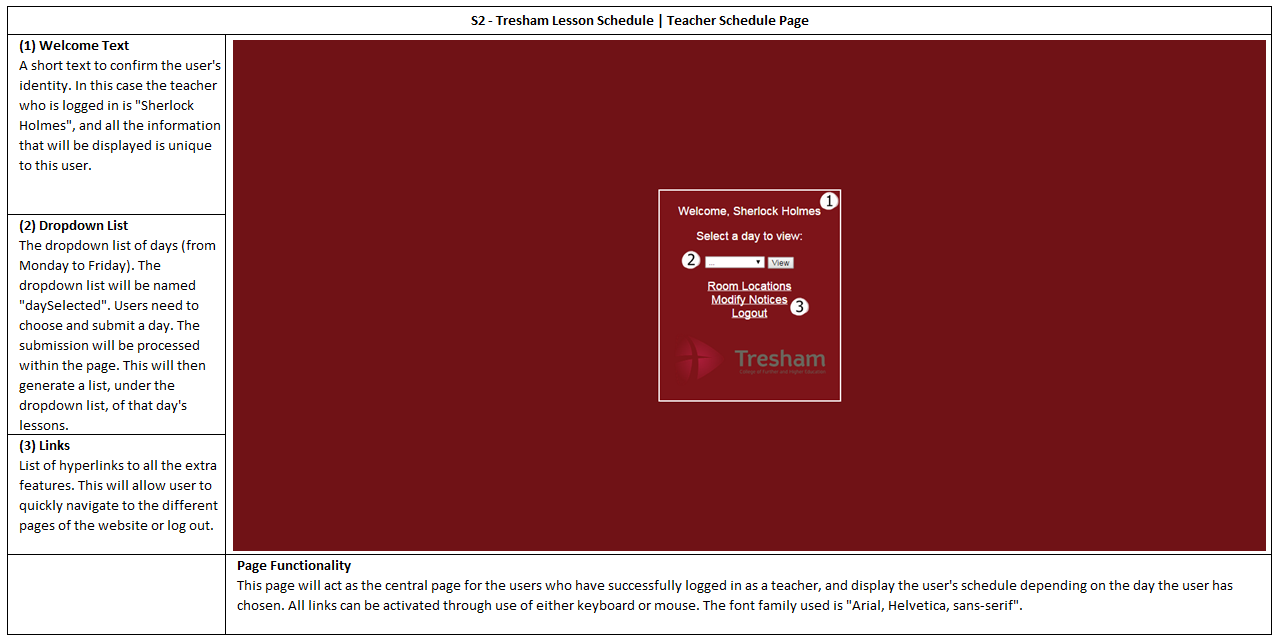 S2 - Tresham Lesson Schedule | Teacher Schedule Page
(1) Welcome Text
A short text to confirm the user's
identity. In this case the teacher
who is logged in is "Sherlock
Holmes", and all the information
that will be displayed is unique
to this user.
(2) Dropdown List
The dropdown list of days (from
Monday to Friday). The
dropdown list will be named
"daySelected". Users need to
choose and submit a day. The
submission will be processed
within the page. This will then
generate a list, under the
dropdown list, of that day's
lessons.
(3) Links
List of hyperlinks to all the extra
features. This will allow user to
quickly navigate to the different
pages of the website or log out.
1
Welcome, Sherlock Holmes
Select a day to view:
2 ... View
Room Locations
Modify Notices
3
Logout
Tresham
College of Further and Higher Education
Page Functionality
This page will act as the central page for the users who have successfully logged in as a teacher, and display the user's schedule depending on the day the user has
chosen. All links can be activated through use of either keyboard or mouse. The font family used is "Arial, Helvetica, sans-serif".